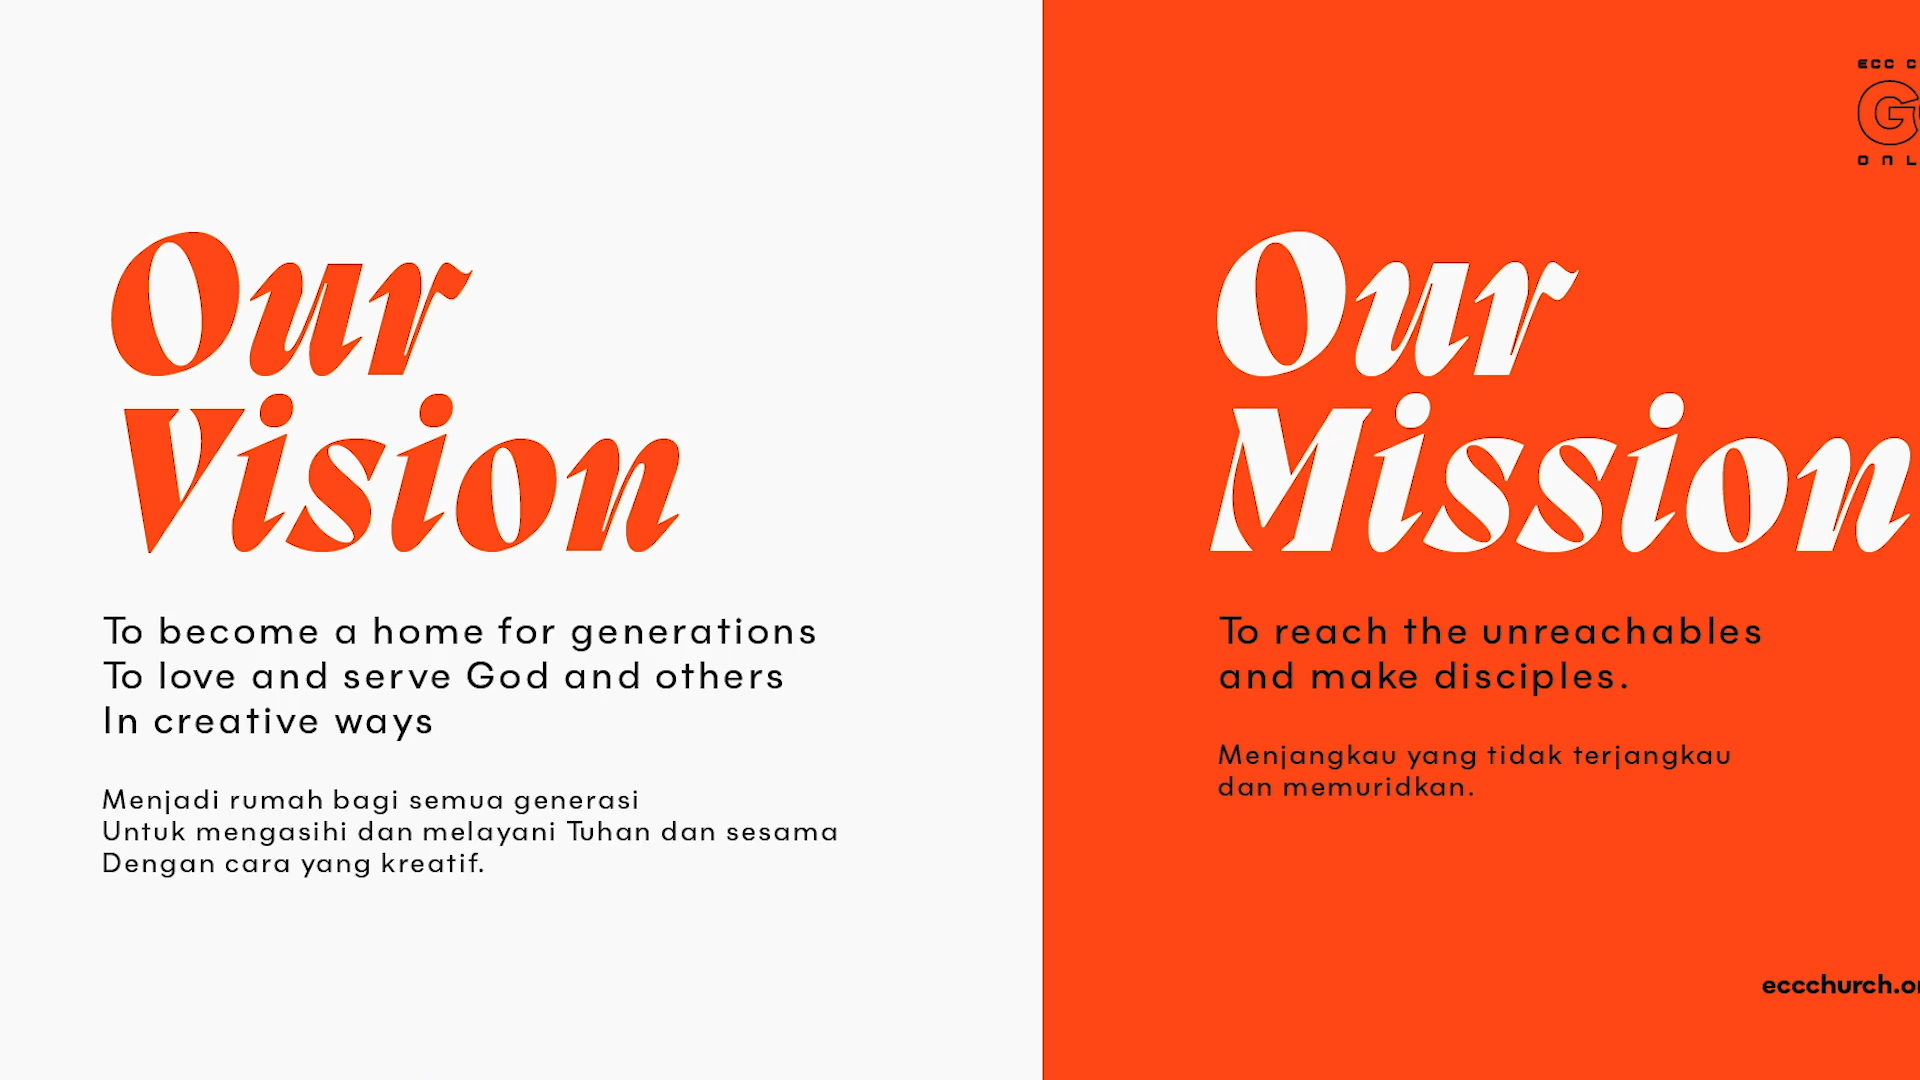 Our
Vision
To become a home for generations
To love and serve God and others
In creative ways
Menjadi rumah bagi semua generasi
Untuk mengasihi dan melayani Tuhan dan sesama
Dengan cara yang kreatif.
ECC
Our
Mission
To reach the unreachables
and make disciples.
Menjangkau yang tidak terjangkau
dan memuridkan.